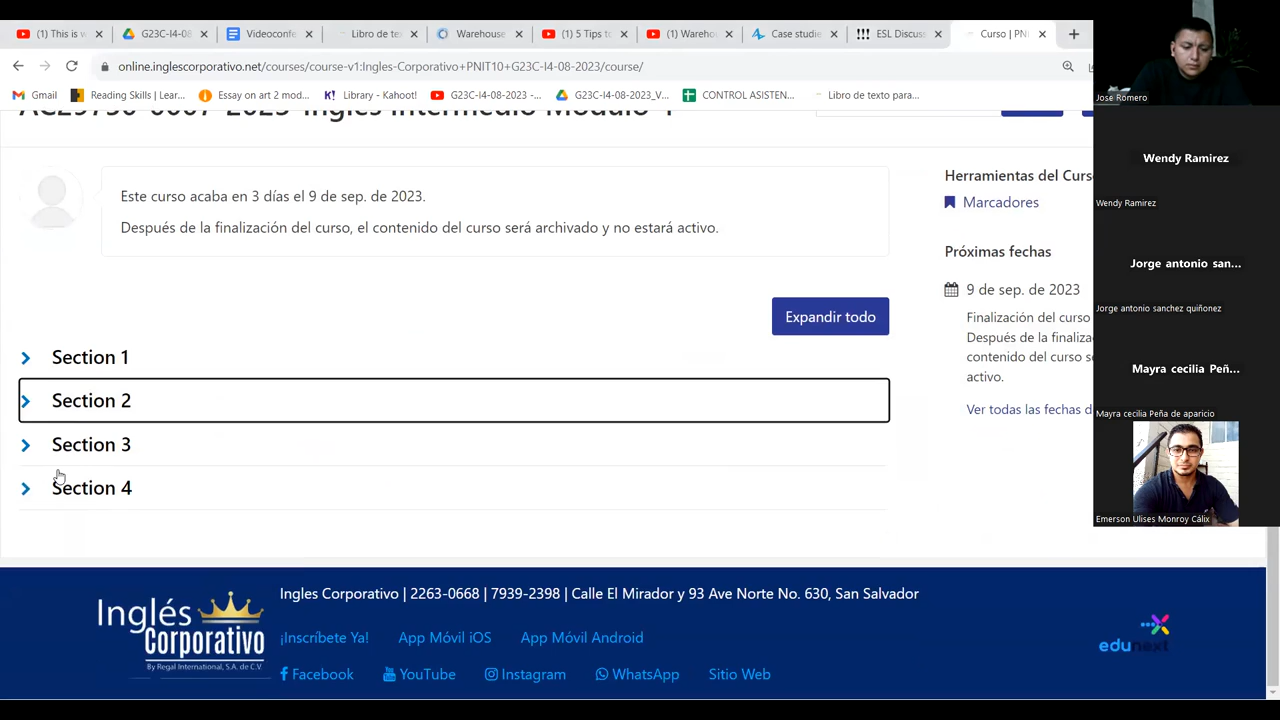 (1) This is w
G23C-I4-08
Videoconfe
Libro de te
Warehouse
(1) 5 Tips to
(1) Wareho
Case studie
ESL Discuss
Curso | PNI
online.inglescorporativo.net/courses/course-v1:Ingles-Corporativo+PNIT10+G23C-I4-08-2023/course/
Gmail
Reading Skills | Lear...
Essay on art 2 mod...
Library - Kahoot!
G23C-I4-08-2023 -...
G23C-I4-08-2023_V...
CONTROL ASISTEN...
Libro de texto para...
Este curso acaba en 3 días el 9 de sep. de 2023.
Después de la finalización del curso, el contenido del curso será archivado y no estará activo.
Expandir todo
Section 1
Section 2
Section 3
Section 4
Herramientas del Curs
Marcadores
Próximas fechas
9 de sep. de 2023
Finalización del curso
Después de la finaliza
contenido del curso se
activo.
Ver todas las fechas d
Jose Romero
Wendy Ramirez
Wendy Ramirez
Jorge antonio san...
Jorge antonio sanchez quiñonez
Mayra cecilia Peñ...
Mayra cecilia Peña de aparicio
Emerson Ulises Monroy Cálix
Inglés
Corporativo
By Regal International, S.A. de C.V
Ingles Corporativo | 2263-0668 | 7939-2398 | Calle El Mirador y 93 Ave Norte No. 630, San Salvador
¡Inscríbete Ya!
App Móvil iOS
App Móvil Android
Facebook
YouTube
Instagram
WhatsApp
Sitio Web
edunext